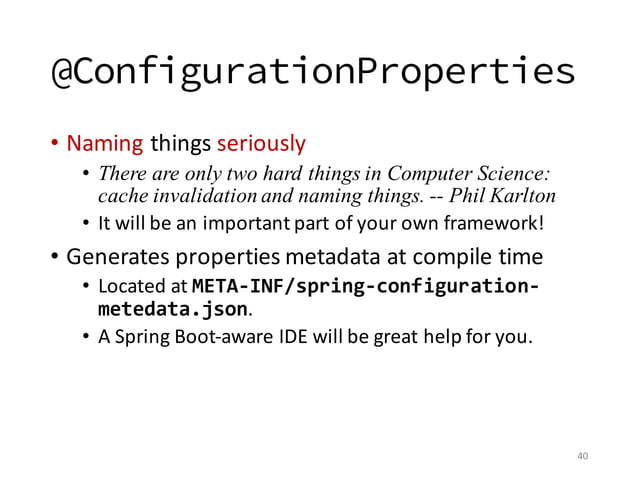 @ConfigurationProperties
• Naming things seriously
• There are only two hard things in Computer Science:
cache invalidation and naming things. -- Phil Karlton
• It will be an important part of your own framework!
• Generates properties metadata at compile time
• Located at META-INF/spring-configuration-
metedata.json.
• A Spring Boot-aware IDE will be great help for you.
40